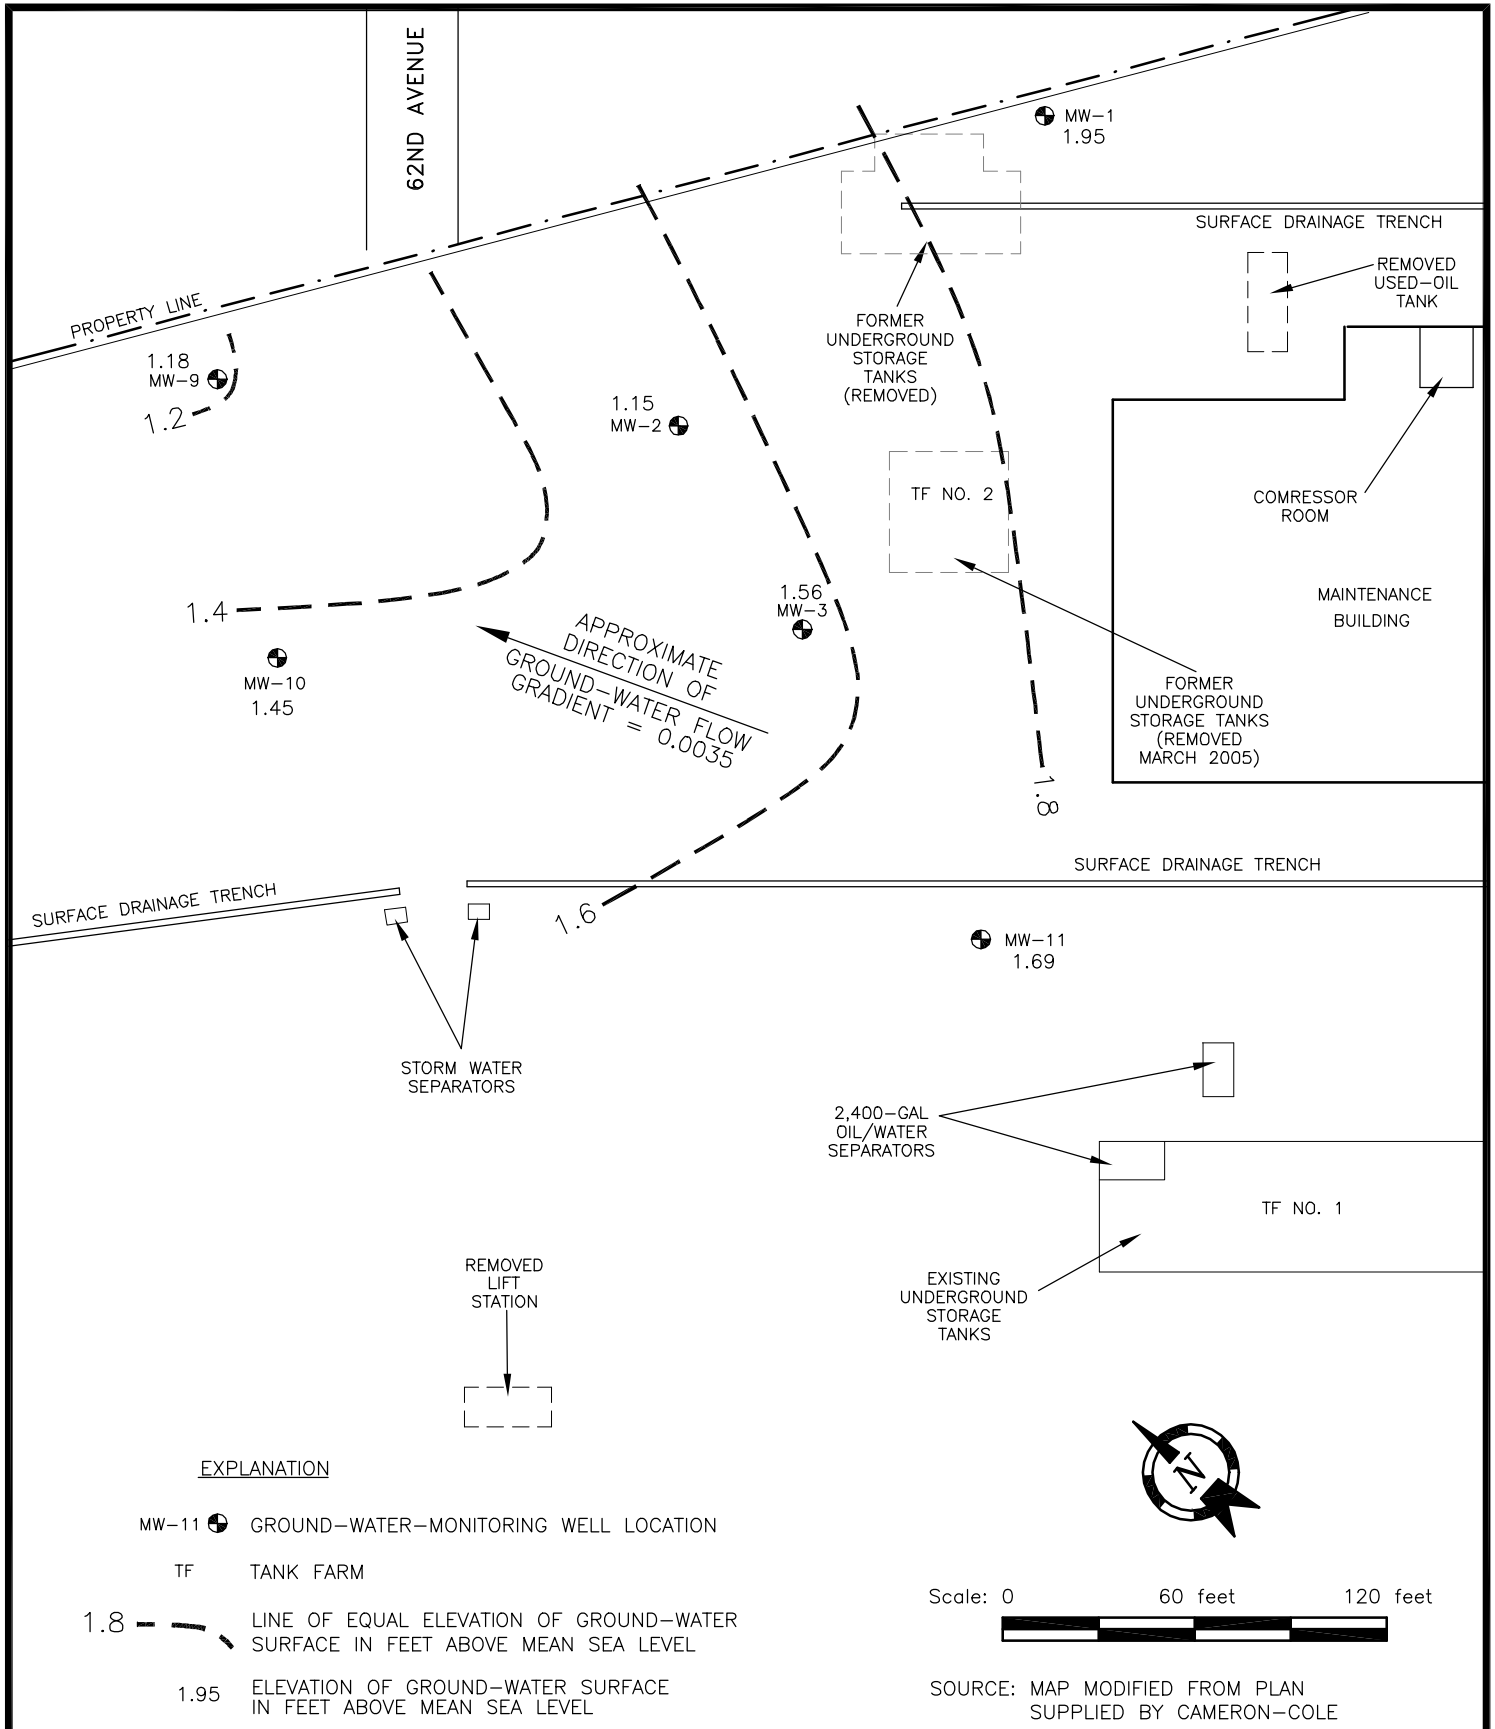 62ND AVENUE
MW-1
1.95
SURFACE DRAINAGE TRENCH
REMOVED
USED-OIL
TANK
PROPERTY LINE
1.18
MW-9
1.2
FORMER
UNDERGROUND
STORAGE
TANKS
(REMOVED)
1.15
MW-2
TF NO. 2
COMRESSOR
ROOM
1.4
1.56
MW-3
MAINTENANCE
BUILDING
APPROXIMATE
DIRECTION OF
GROUND-WATER FLOW
GRADIENT = 0.0035
MW-10
1.45
FORMER
UNDERGROUND
STORAGE TANKS
(REMOVED
MARCH 2005)
1.8
SURFACE DRAINAGE TRENCH
SURFACE DRAINAGE TRENCH
1.6
MW-11
1.69
STORM WATER
SEPARATORS
2,400-GAL
OIL/WATER
SEPARATORS
TF NO. 1
REMOVED
LIFT
STATION
EXISTING
UNDERGROUND
STORAGE
TANKS
N
EXPLANATION
MW-11 GROUND-WATER-MONITORING WELL LOCATION
TF TANK FARM
1.8 LINE OF EQUAL ELEVATION OF GROUND-WATER
SURFACE IN FEET ABOVE MEAN SEA LEVEL
1.95 ELEVATION OF GROUND-WATER SURFACE
IN FEET ABOVE MEAN SEA LEVEL
Scale: 0 60 feet 120 feet
SOURCE: MAP MODIFIED FROM PLAN
SUPPLIED BY CAMERON-COLE